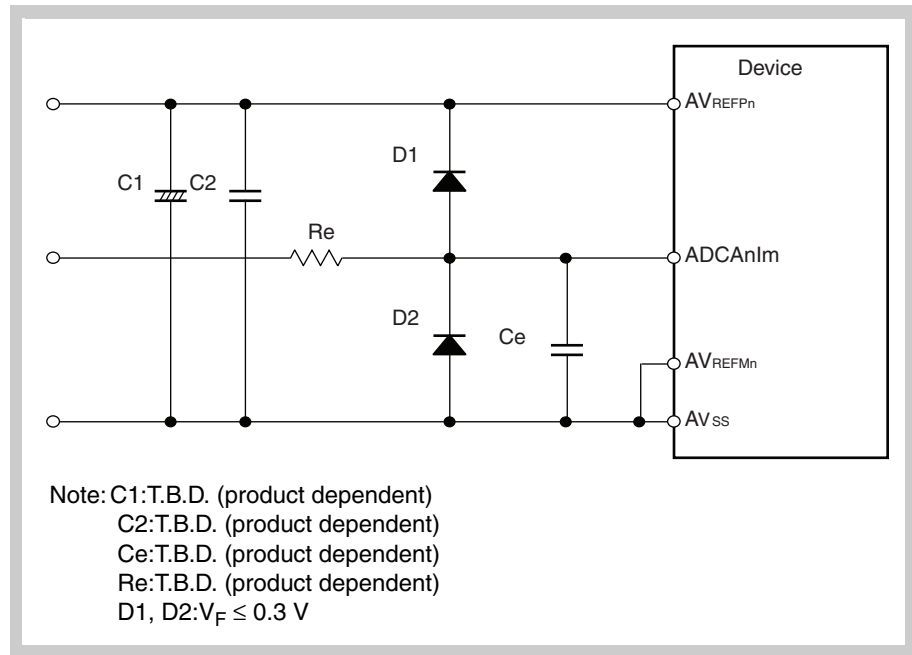 Device
AVREFPn
D1
C1
C2
Re
ADCAnIm
D2
Ce
AVREFMn
AVSS
Note: C1:T.B.D. (product dependent)
C2:T.B.D. (product dependent)
Ce:T.B.D. (product dependent)
Re:T.B.D. (product dependent)
D1, D2:VF ≤ 0.3 V